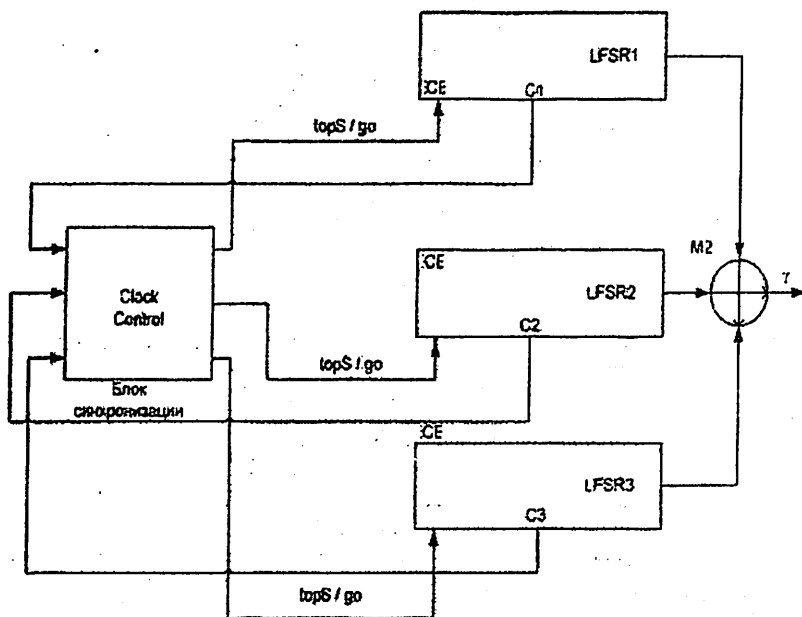 LFSR1
CE
C1
topS / go
M2
CE
γ
LFSR2
Clock
Control
C2
topS / go
Блок
синхронизации
CE
LFSR3
C3
topS / go